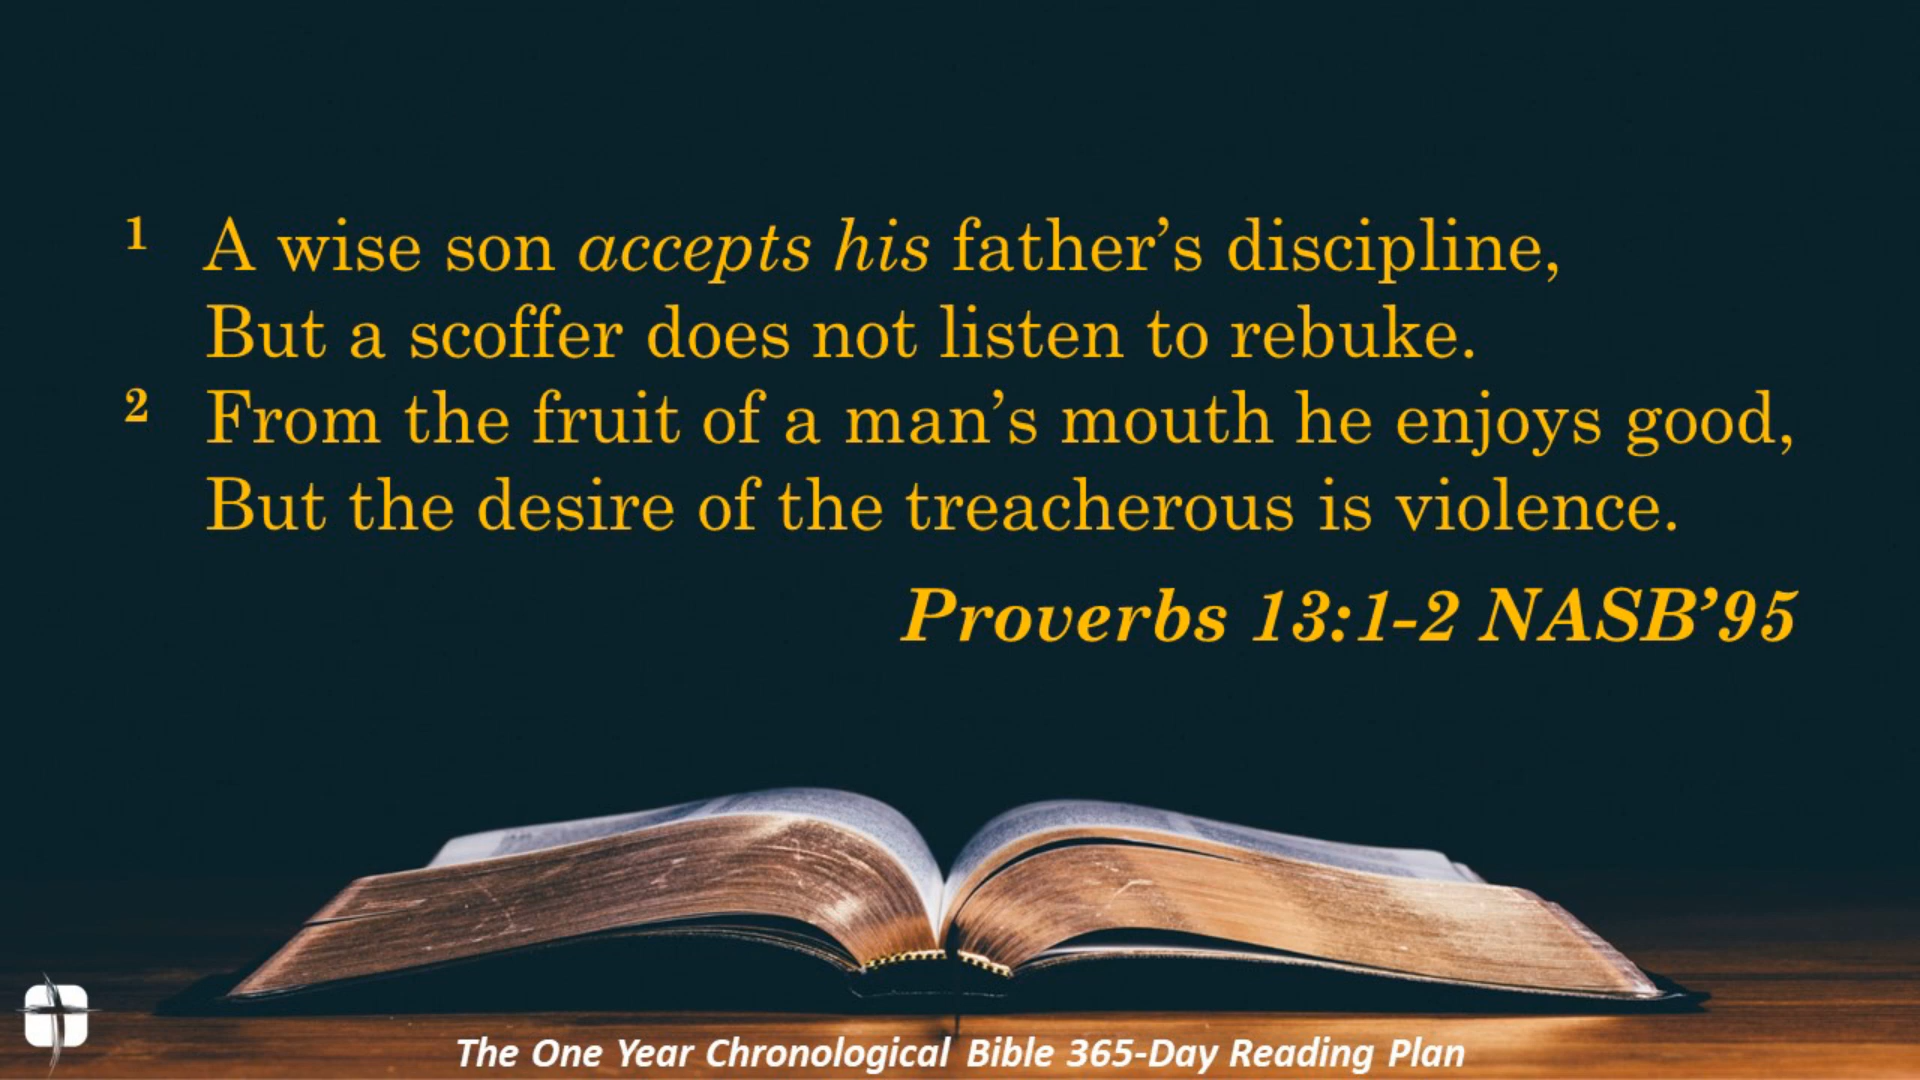 1 A wise son accepts his father’s discipline,
But a scoffer does not listen to rebuke.
2 From the fruit of a man’s mouth he enjoys good,
But the desire of the treacherous is violence.
Proverbs 13:1-2 NASB’95
The One Year Chronological Bible 365-Day Reading Plan